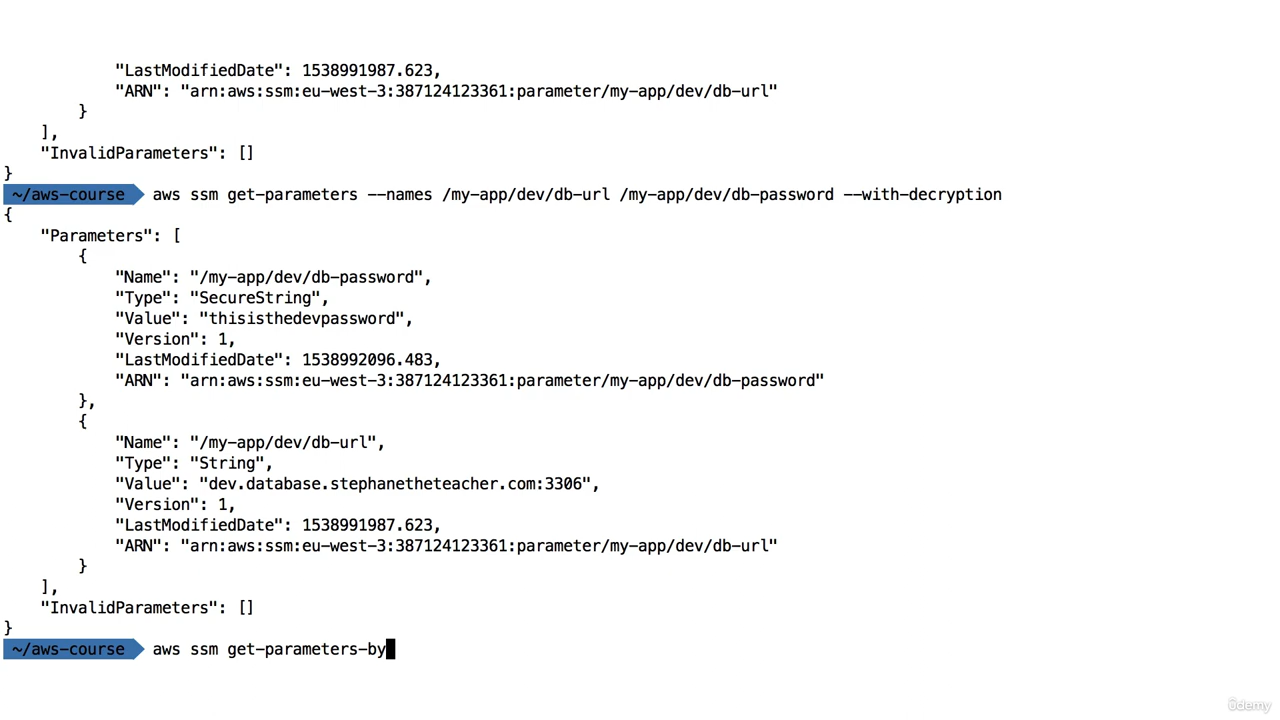 "LastModifiedDate": 1538991987.623,
"ARN": "arn:aws:ssm:eu-west-3:387124123361:parameter/my-app/dev/db-url"
}
],
"InvalidParameters": []
}
~/aws-course aws ssm get-parameters --names /my-app/dev/db-url /my-app/dev/db-password --with-decryption
{
"Parameters": [
{
"Name": "/my-app/dev/db-password",
"Type": "SecureString",
"Value": "thisisthedevpassword",
"Version": 1,
"LastModifiedDate": 1538992096.483,
"ARN": "arn:aws:ssm:eu-west-3:387124123361:parameter/my-app/dev/db-password"
},
{
"Name": "/my-app/dev/db-url",
"Type": "String",
"Value": "dev.database.stephanetheteacher.com:3306",
"Version": 1,
"LastModifiedDate": 1538991987.623,
"ARN": "arn:aws:ssm:eu-west-3:387124123361:parameter/my-app/dev/db-url"
}
],
"InvalidParameters": []
}
~/aws-course aws ssm get-parameters-by
ûdemy